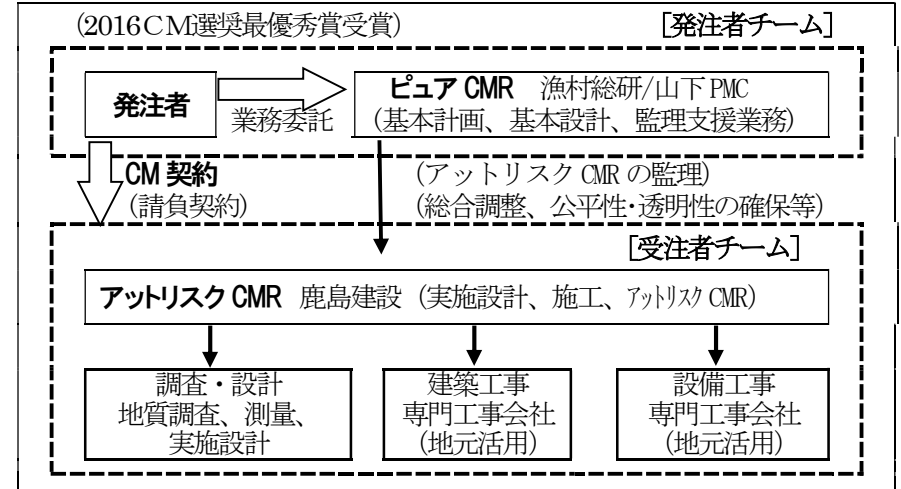 (2016CM選奨最優秀賞受賞)
[発注者チーム]
発注者
業務委託
ピュア CMR 漁村総研/山下 PMC
(基本計画、基本設計、監理支援業務)
CM 契約
(請負契約)
(アットリスク CMR の監理)
(総合調整、公平性・透明性の確保等)
[受注者チーム]
アットリスク CMR 鹿島建設 (実施設計、施工、アットリスク CMR)
調査・設計
地質調査、測量、
実施設計
建築工事
専門工事会社
(地元活用)
設備工事
専門工事会社
(地元活用)